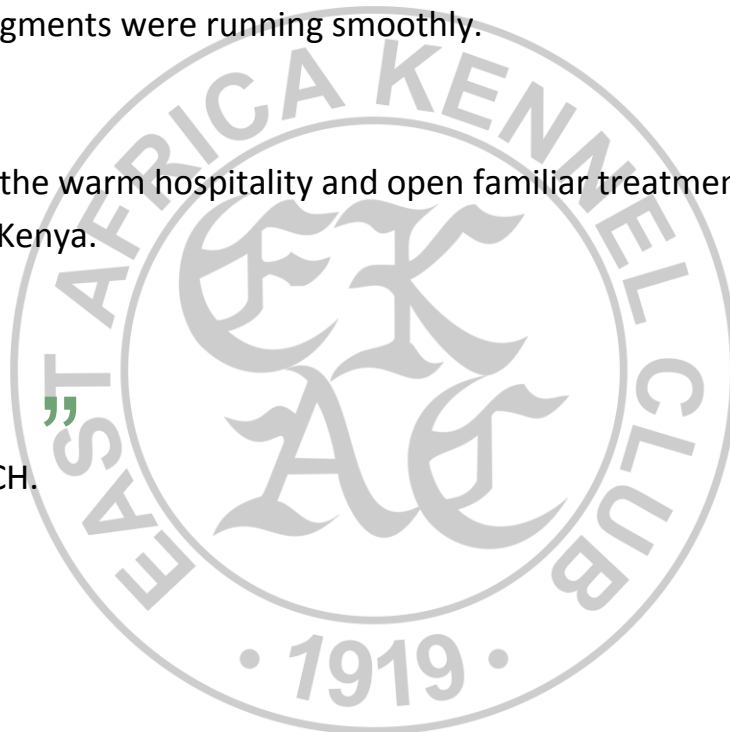 gments were running smoothly.
the warm hospitality and open familiar treatmen
Kenya.
”
CH.
EAST AFRICA KENNEL CLUB
EK
AC
• 1919 •